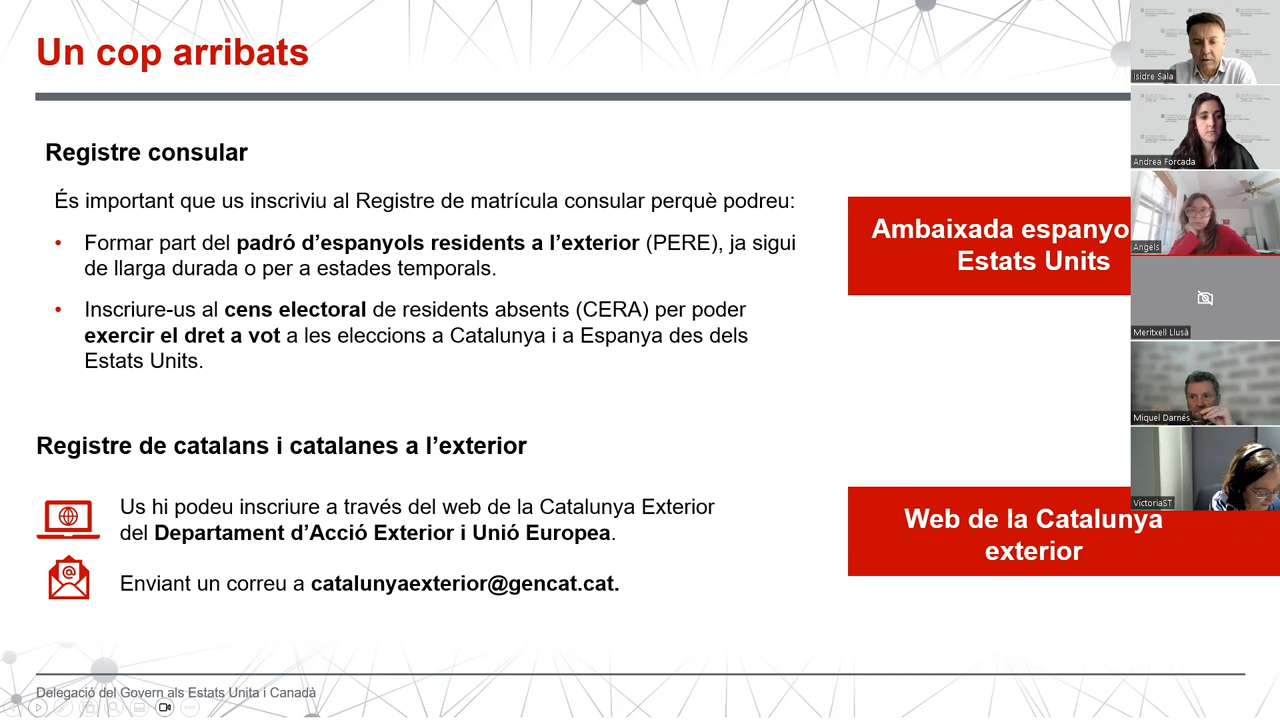 Un cop arribats
Registre consular
És important que us inscriviu al Registre de matrícula consular perquè podreu:
• Formar part del padró d’espanyols residents a l’exterior (PERE), ja sigui
de llarga durada o per a estades temporals.
• Inscriure-us al cens electoral de residents absents (CERA) per poder
exercir el dret a vot a les eleccions a Catalunya i a Espanya des dels
Estats Units.
Ambaixada espanyo
Estats Units
Registre de catalans i catalanes a l’exterior
Us hi podeu inscriure a través del web de la Catalunya Exterior
del Departament d’Acció Exterior i Unió Europea.
Enviant un correu a catalunyaexterior@gencat.cat.
Web de la Catalunya
exterior
Delegació del Govern als Estats Units i Canadà
Isidre Sala
Andrea Forcada
Angels
Meritxell Llusà
Miquel Darnés
VictoriaST